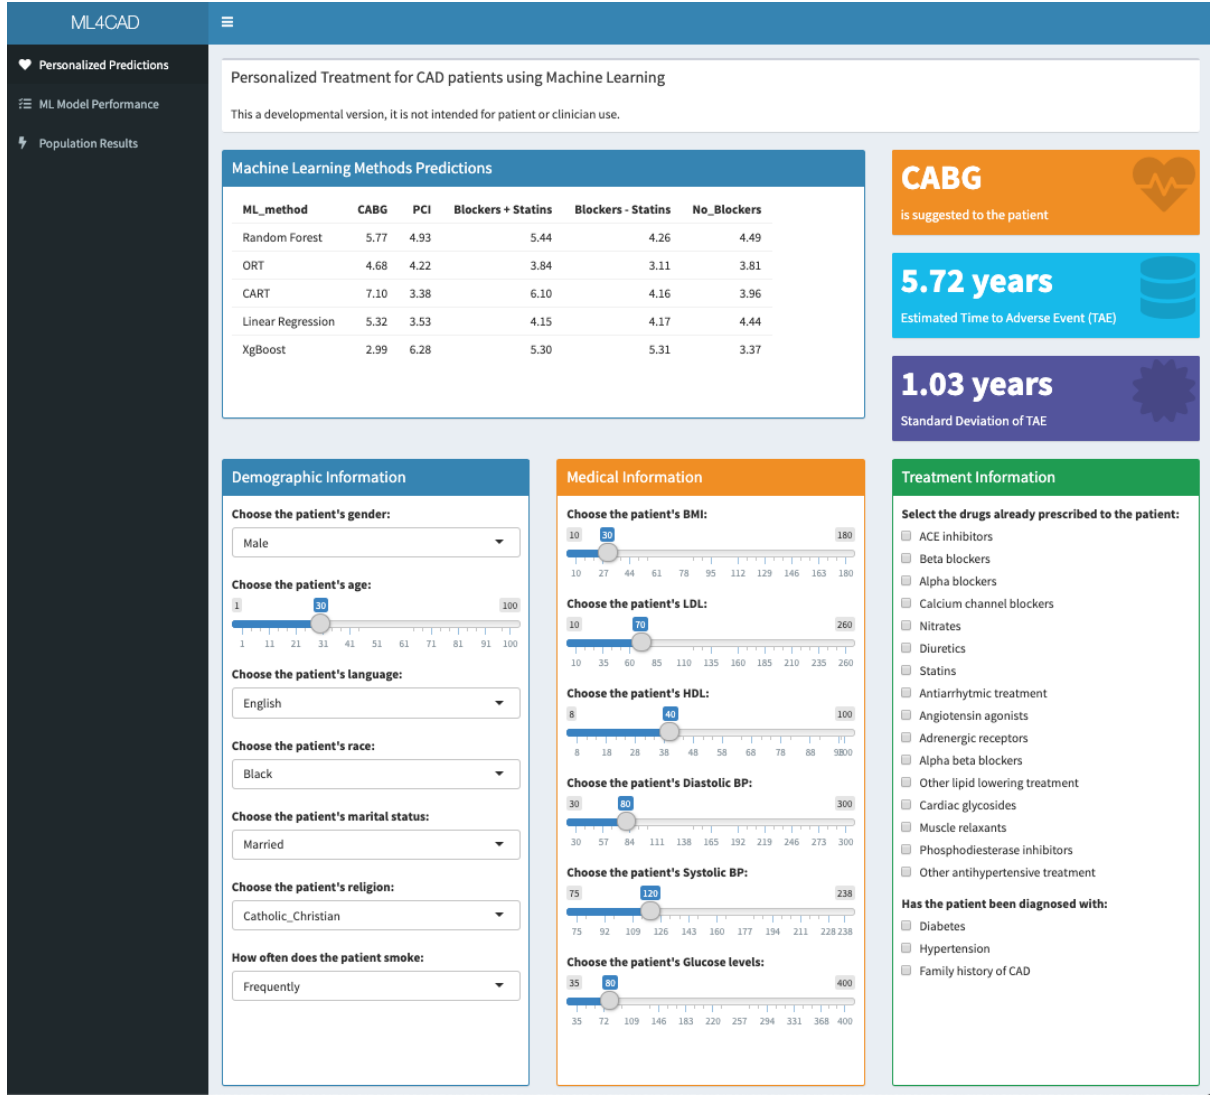 ML4CAD
Personalized Predictions
ML Model Performance
Population Results
Personalized Treatment for CAD patients using Machine Learning
This a developmental version, it is not intended for patient or clinician use.
Machine Learning Methods Predictions
ML_method CABG PCI Blockers + Statins Blockers - Statins No_Blockers
Random Forest 5.77 4.93 5.44 4.26 4.49
ORT 4.68 4.22 3.84 3.11 3.81
CART 7.10 3.38 6.10 4.16 3.96
Linear Regression 5.32 3.53 4.15 4.17 4.44
XgBoost 2.99 6.28 5.30 5.31 3.37
CABG
is suggested to the patient
5.72 years
Estimated Time to Adverse Event (TAE)
1.03 years
Standard Deviation of TAE
Demographic Information
Choose the patient's gender:
Male
Choose the patient's age:
1 30 100
1 11 21 31 41 51 61 71 81 91 100
Choose the patient's language:
English
Choose the patient's race:
Black
Choose the patient's marital status:
Married
Choose the patient's religion:
Catholic_Christian
How often does the patient smoke:
Frequently
Medical Information
Choose the patient's BMI:
10 30 180
10 27 44 61 78 95 112 129 146 163 180
Choose the patient's LDL:
10 70 260
10 35 60 85 110 135 160 185 210 235 260
Choose the patient's HDL:
8 40 100
8 18 28 38 48 58 68 78 88 98 100
Choose the patient's Diastolic BP:
30 80 300
30 57 84 111 138 165 192 219 246 273 300
Choose the patient's Systolic BP:
75 120 238
75 92 109 126 143 160 177 194 211 228 238
Choose the patient's Glucose levels:
35 80 400
35 72 109 146 183 220 257 294 331 368 400
Treatment Information
Select the drugs already prescribed to the patient:
ACE inhibitors
Beta blockers
Alpha blockers
Calcium channel blockers
Nitrates
Diuretics
Statins
Antiarrhytmic treatment
Angiotensin agonists
Adrenergic receptors
Alpha beta blockers
Other lipid lowering treatment
Cardiac glycosides
Muscle relaxants
Phosphodiesterase inhibitors
Other antihypertensive treatment
Has the patient been diagnosed with:
Diabetes
Hypertension
Family history of CAD